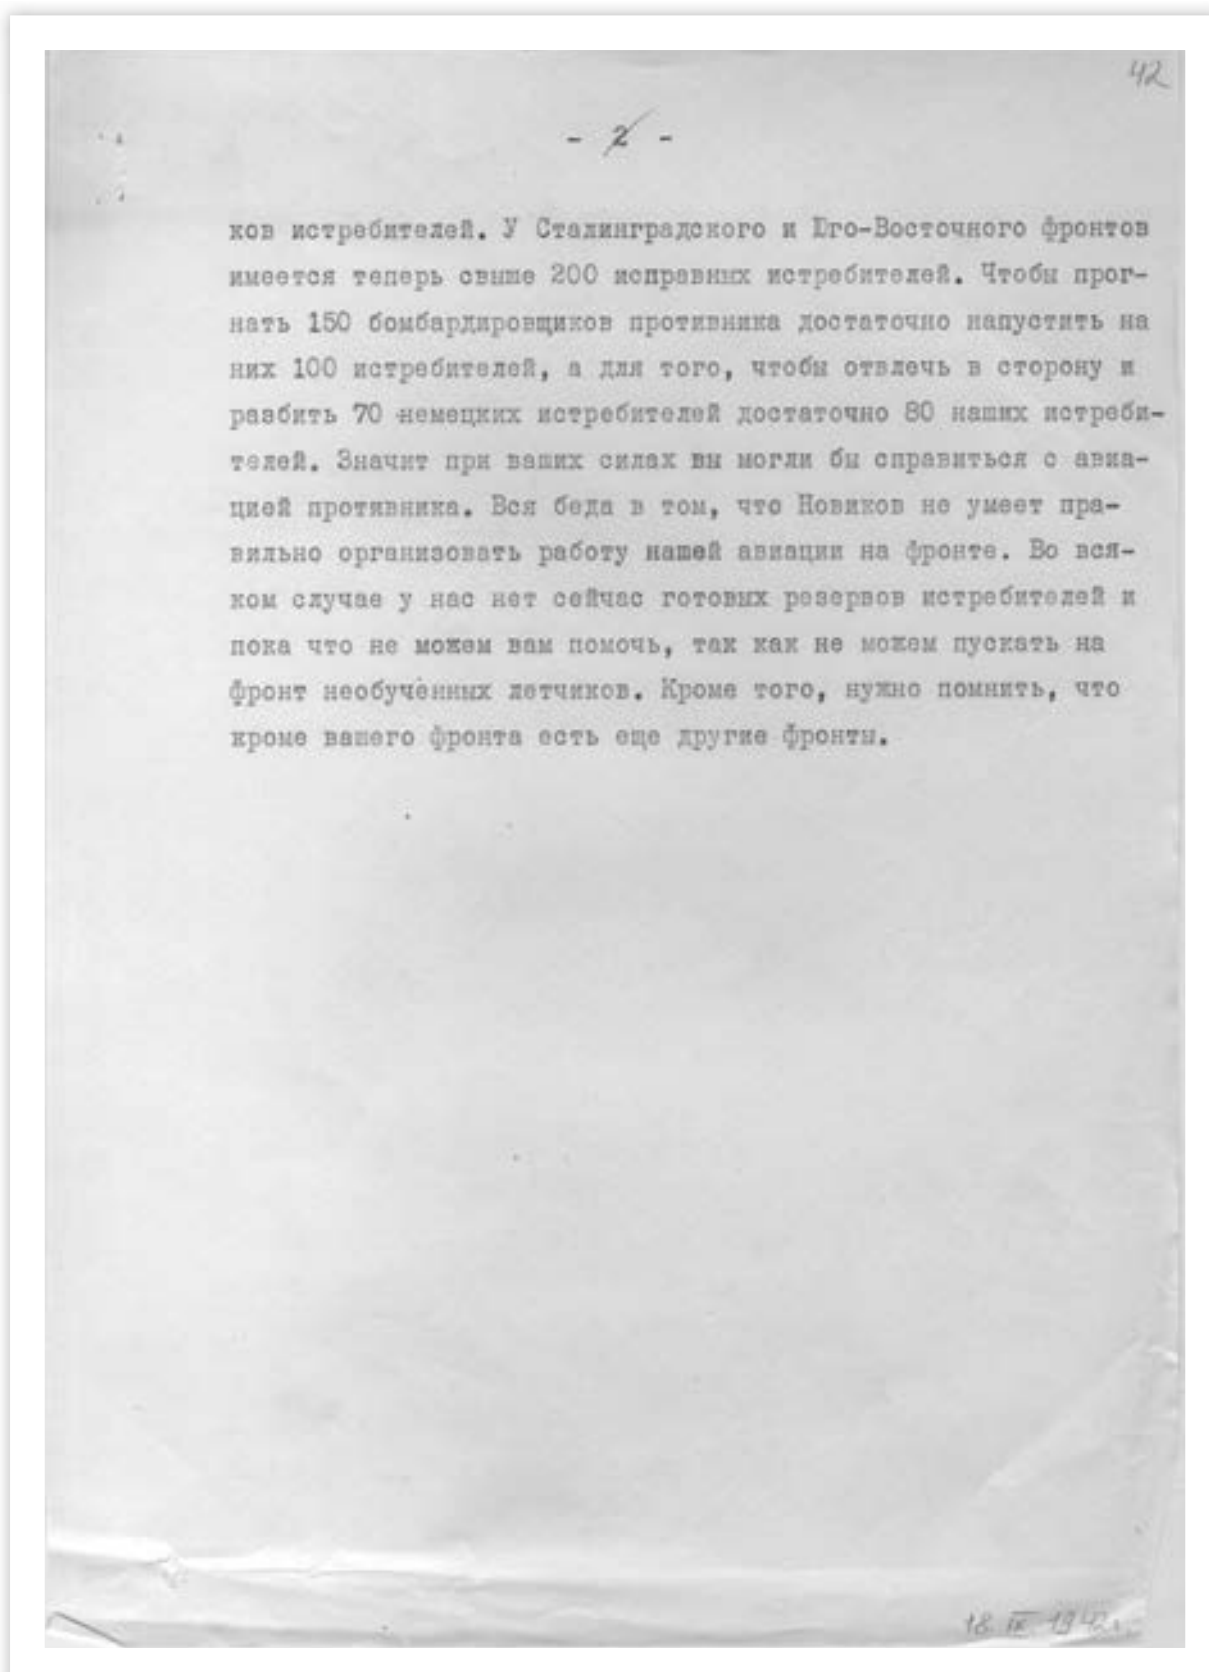 42
- 2 -
ков истребителей. У Сталинградского и Юго-Восточного фронтов
имеется теперь свыше 200 исправных истребителей. Чтобы прог-
нать 150 бомбардировщиков противника достаточно напустить на
них 100 истребителей, а для того, чтобы отвлечь в сторону и
разбить 70 немецких истребителей достаточно 80 наших истреби-
телей. Значит при ваших силах вы могли бы справиться с авиа-
цией противника. Вся беда в том, что Новиков не умеет пра-
вильно организовать работу нашей авиации на фронте. Во вся-
ком случае у нас нет сейчас готовых резервов истребителей и
пока что не можем вам помочь, так как не можем пускать на
фронт необученных летчиков. Кроме того, нужно помнить, что
кроме вашего фронта есть еще другие фронты.
18 IX 1942 г.